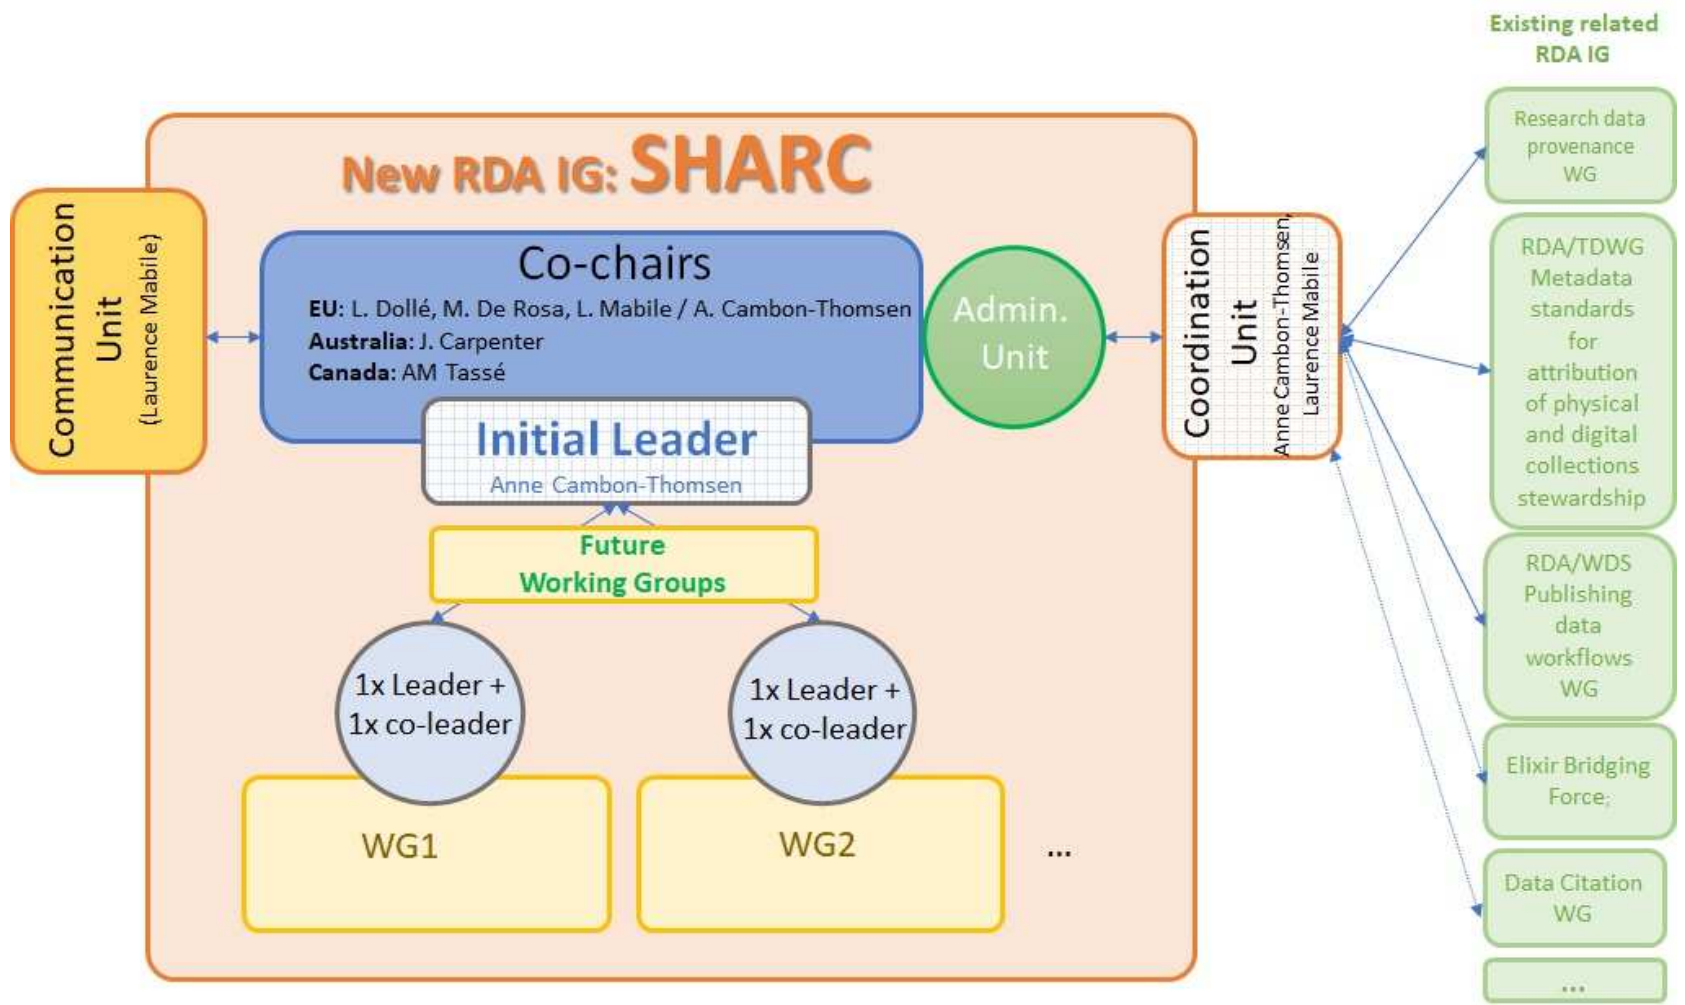 Existing related
RDA IG
New RDA IG: SHARC
Communication
Unit
(Laurence Mabile)
Co-chairs
EU: L. Dollé, M. De Rosa, L. Mabile / A. Cambon-Thomsen
Australia: J. Carpenter
Canada: AM Tassé
Initial Leader
Anne Cambon-Thomsen
Admin.
Unit
Coordination
Unit
Anne Cambon-Thomsen,
Laurence Mabile
Future
Working Groups
1x Leader +
1x co-leader
1x Leader +
1x co-leader
WG1
WG2
...
Research data
provenance
WG
RDA/TDWG
Metadata
standards
for
attribution
of physical
and digital
collections
stewardship
RDA/WDS
Publishing
data
workflows
WG
Elixir Bridging
Force;
Data Citation
WG
...